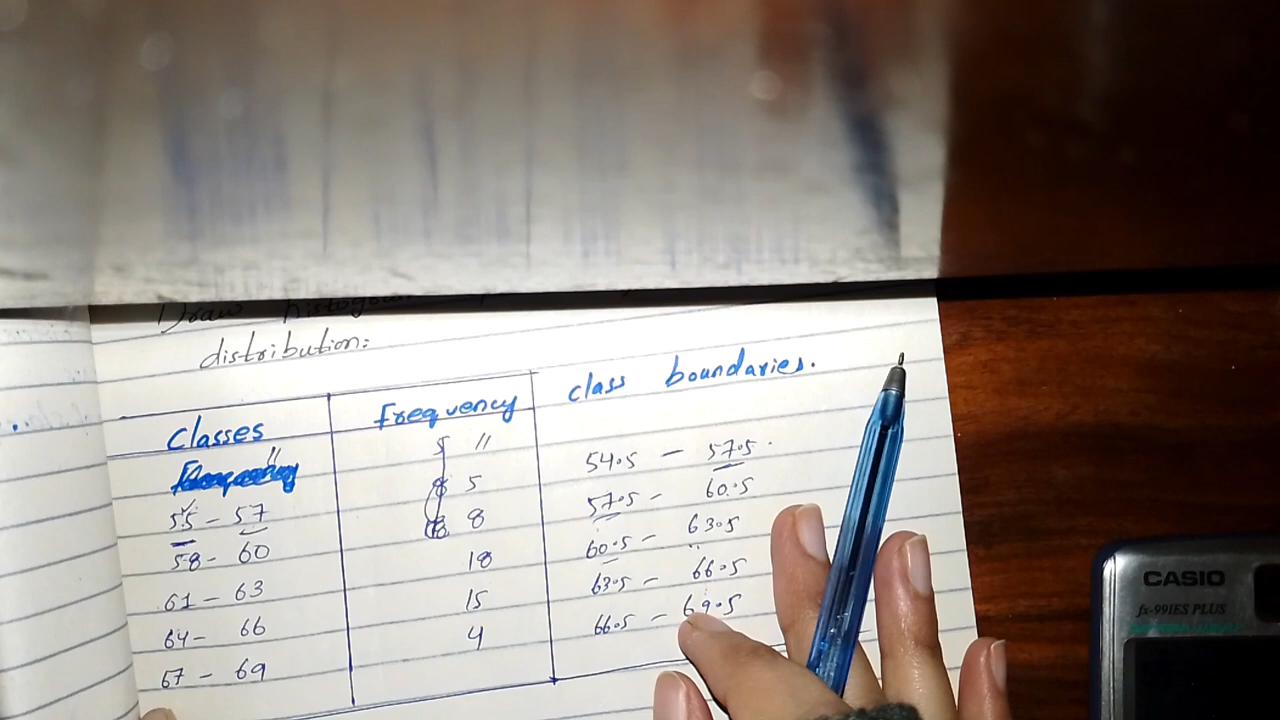 Draw histogram
distribution:
Classes Frequency class boundaries.
"
55 - 57 5 54.5 - 57.5
58 - 60 8 57.5 - 60.5
61 - 63 18 60.5 - 63.5
64 - 66 15 63.5 - 66.5
67 - 69 4 66.5 - 69.5
CASIO
fx-991ES PLUS